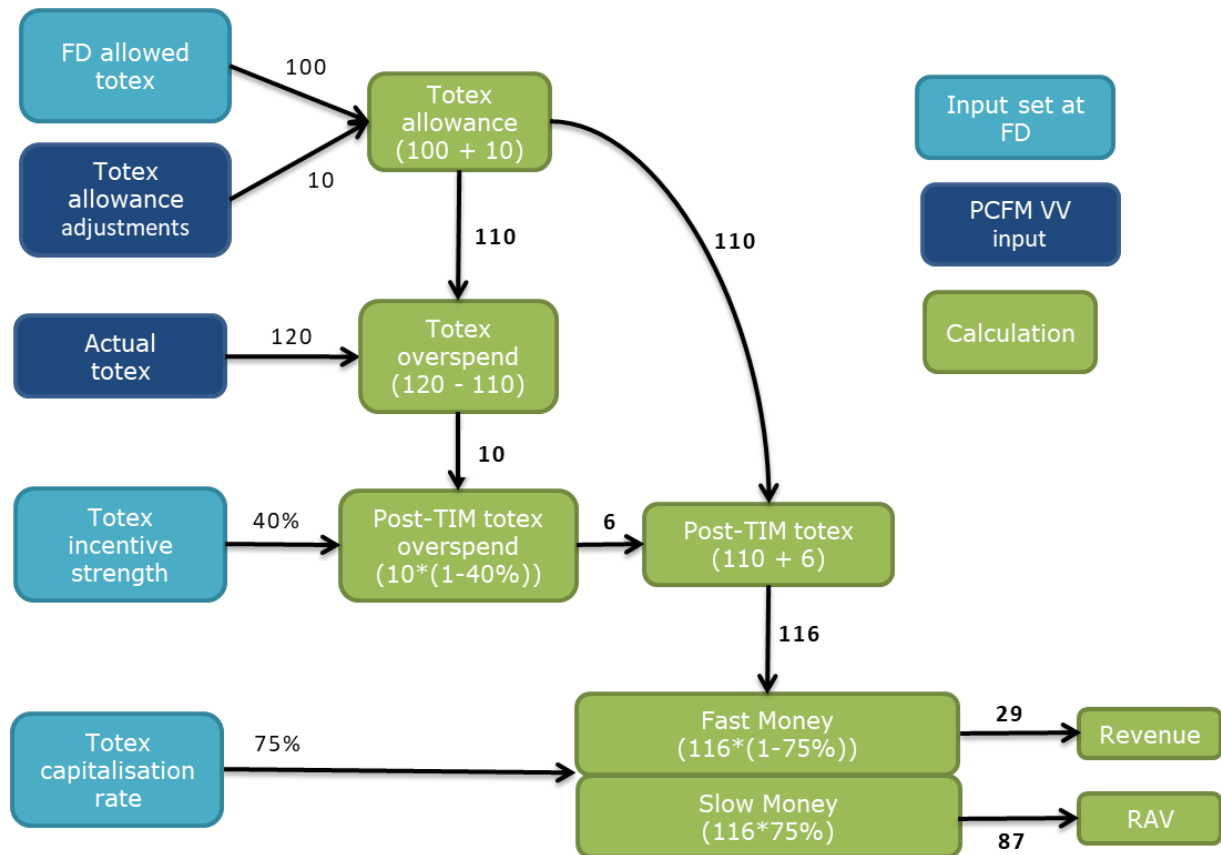 FD allowed
totex
100
Totex
allowance
(100 + 10)
Input set at
FD
Totex
allowance
adjustments
10
PCFM VV
input
110
110
Actual
totex
120
Totex
overspend
(120 - 110)
Calculation
10
Totex
incentive
strength
40%
Post-TIM totex
overspend
(10*(1-40%))
6
Post-TIM totex
(110 + 6)
116
Totex
capitalisation
rate
75%
Fast Money
(116*(1-75%))
29
Revenue
Slow Money
(116*75%)
87
RAV